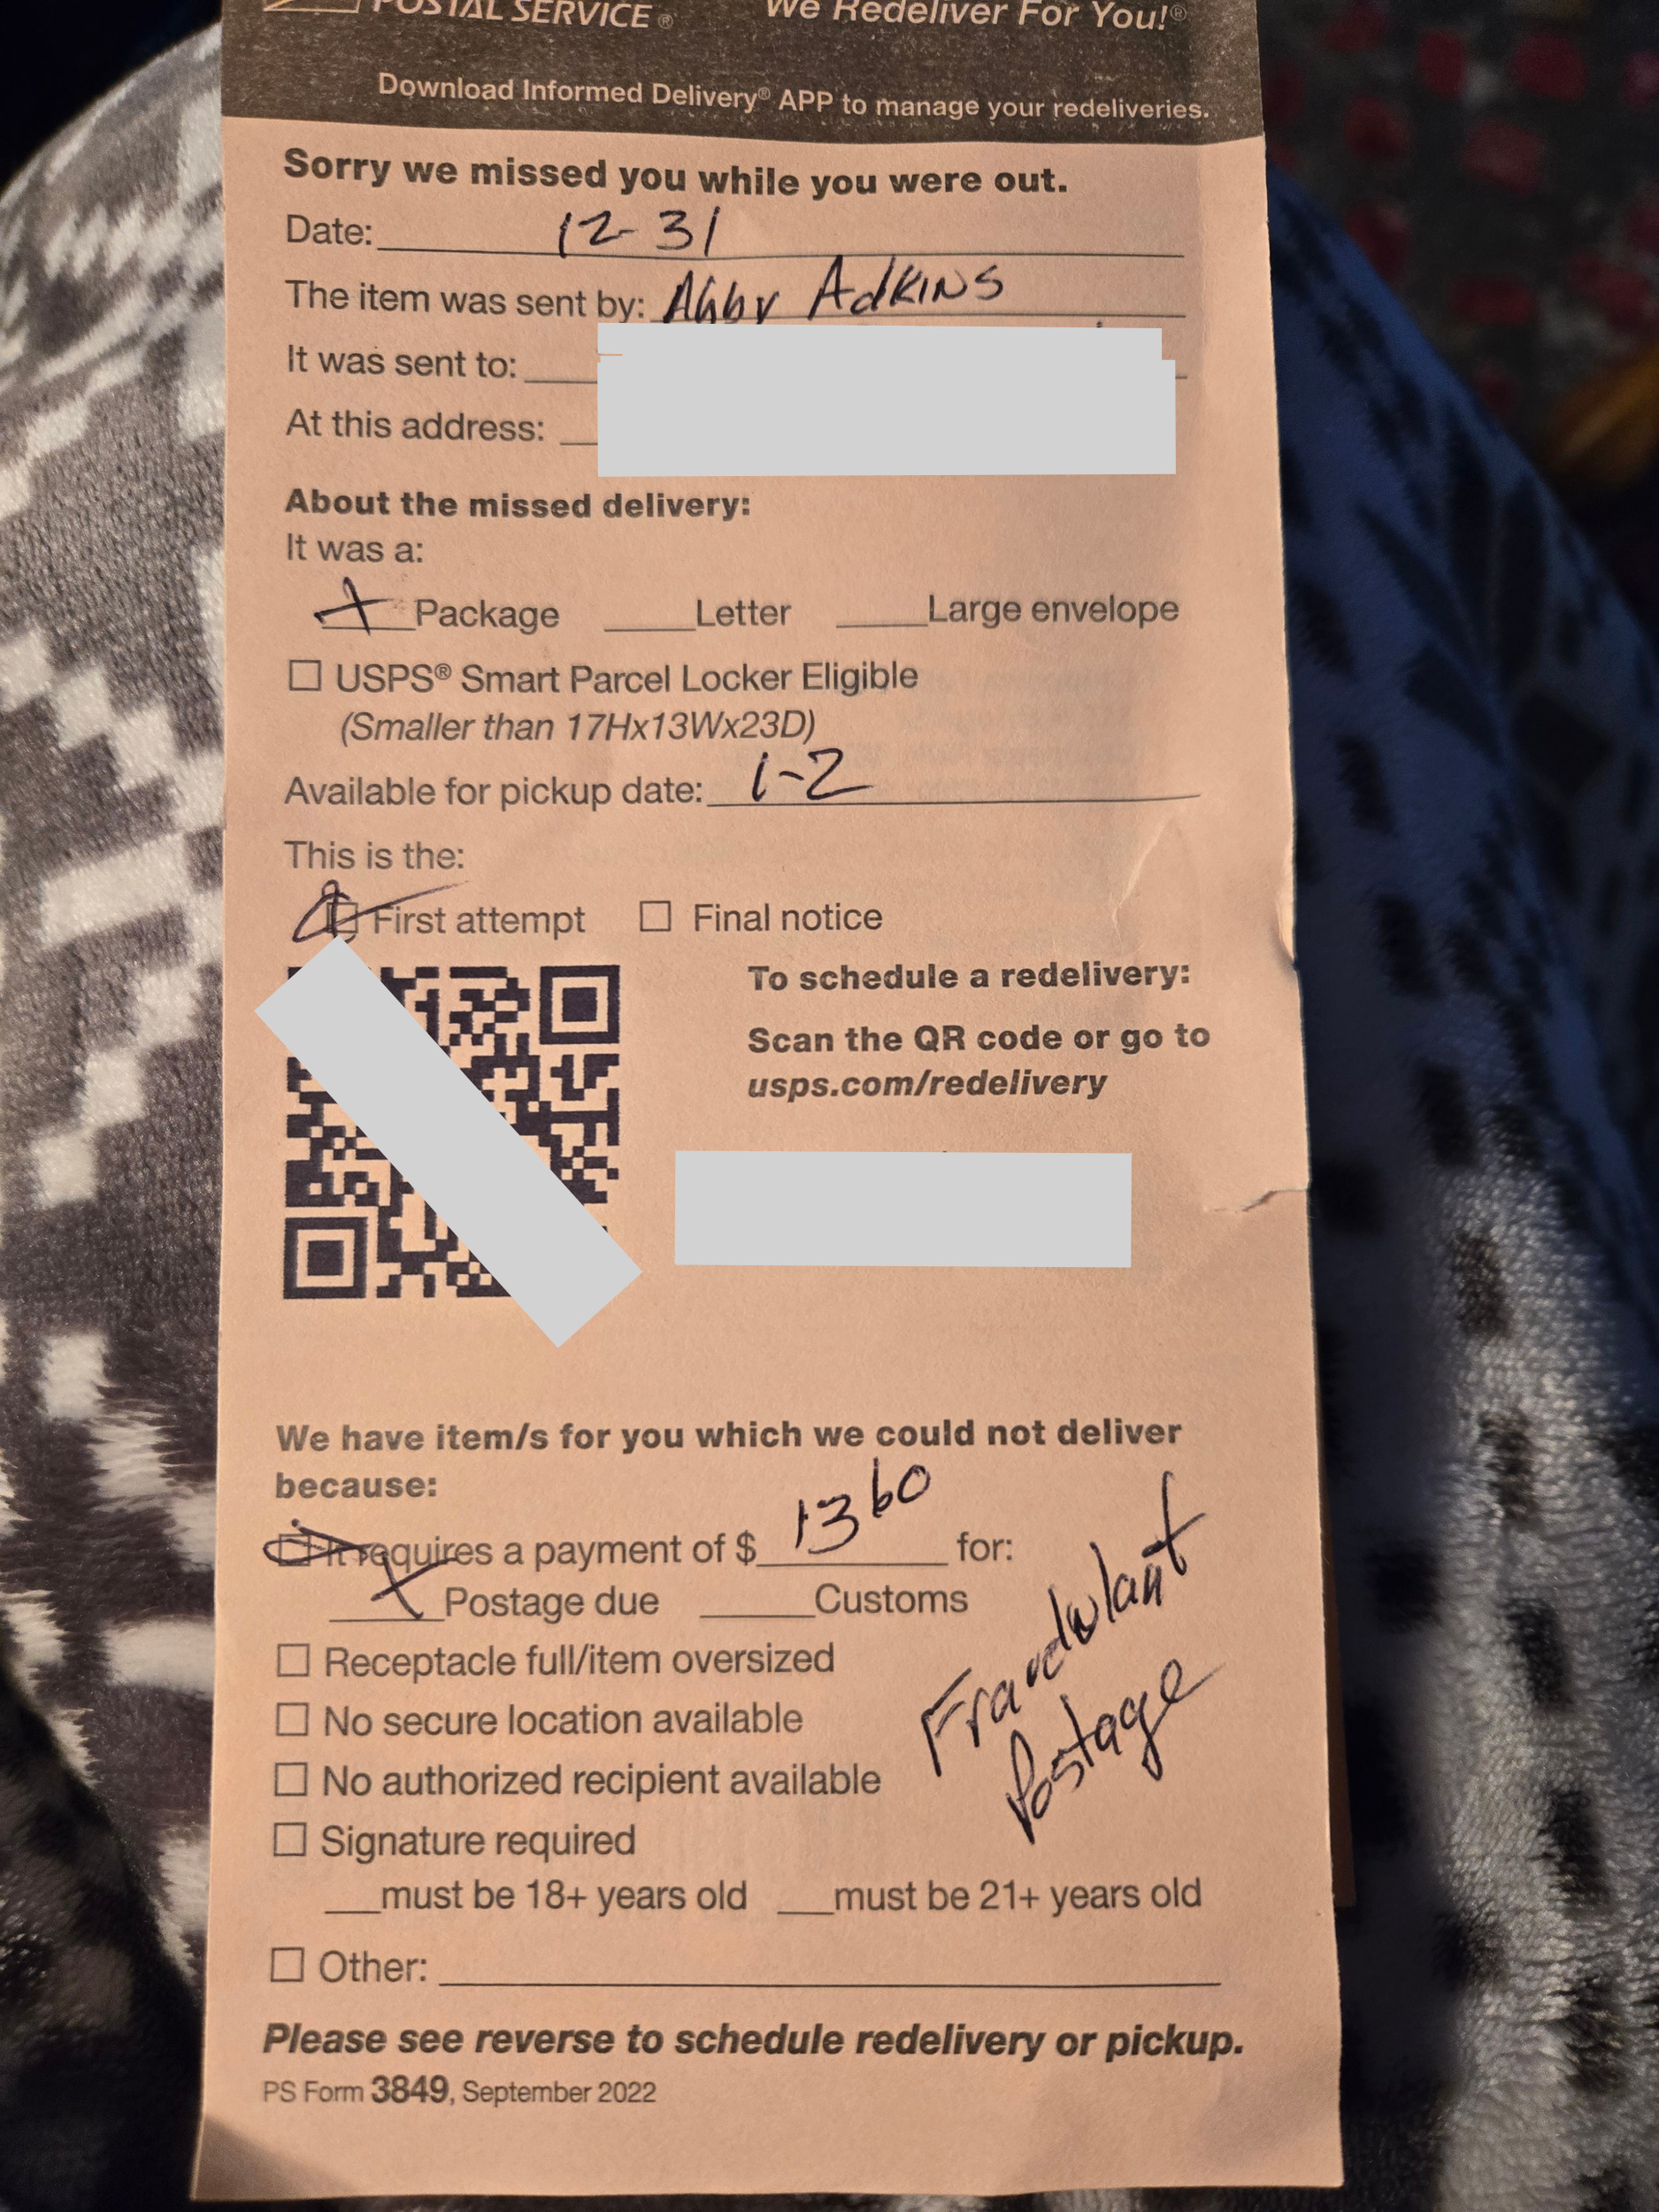 POSTAL SERVICE® We Redeliver For You!®
Download Informed Delivery® APP to manage your redeliveries.
Sorry we missed you while you were out.
Date: 12-31
The item was sent by: Abby Adkins
It was sent to:
At this address:
About the missed delivery:
It was a:
Package Letter Large envelope
USPS® Smart Parcel Locker Eligible
(Smaller than 17Hx13Wx23D)
Available for pickup date: 1-2
This is the:
First attempt Final notice
To schedule a redelivery:
Scan the QR code or go to
usps.com/redelivery
We have item/s for you which we could not deliver
because:
It requires a payment of $ 13 60 for:
Postage due Customs
Fraudulant
Postage
Receptacle full/item oversized
No secure location available
No authorized recipient available
Signature required
must be 18+ years old must be 21+ years old
Other:
Please see reverse to schedule redelivery or pickup.
PS Form 3849, September 2022